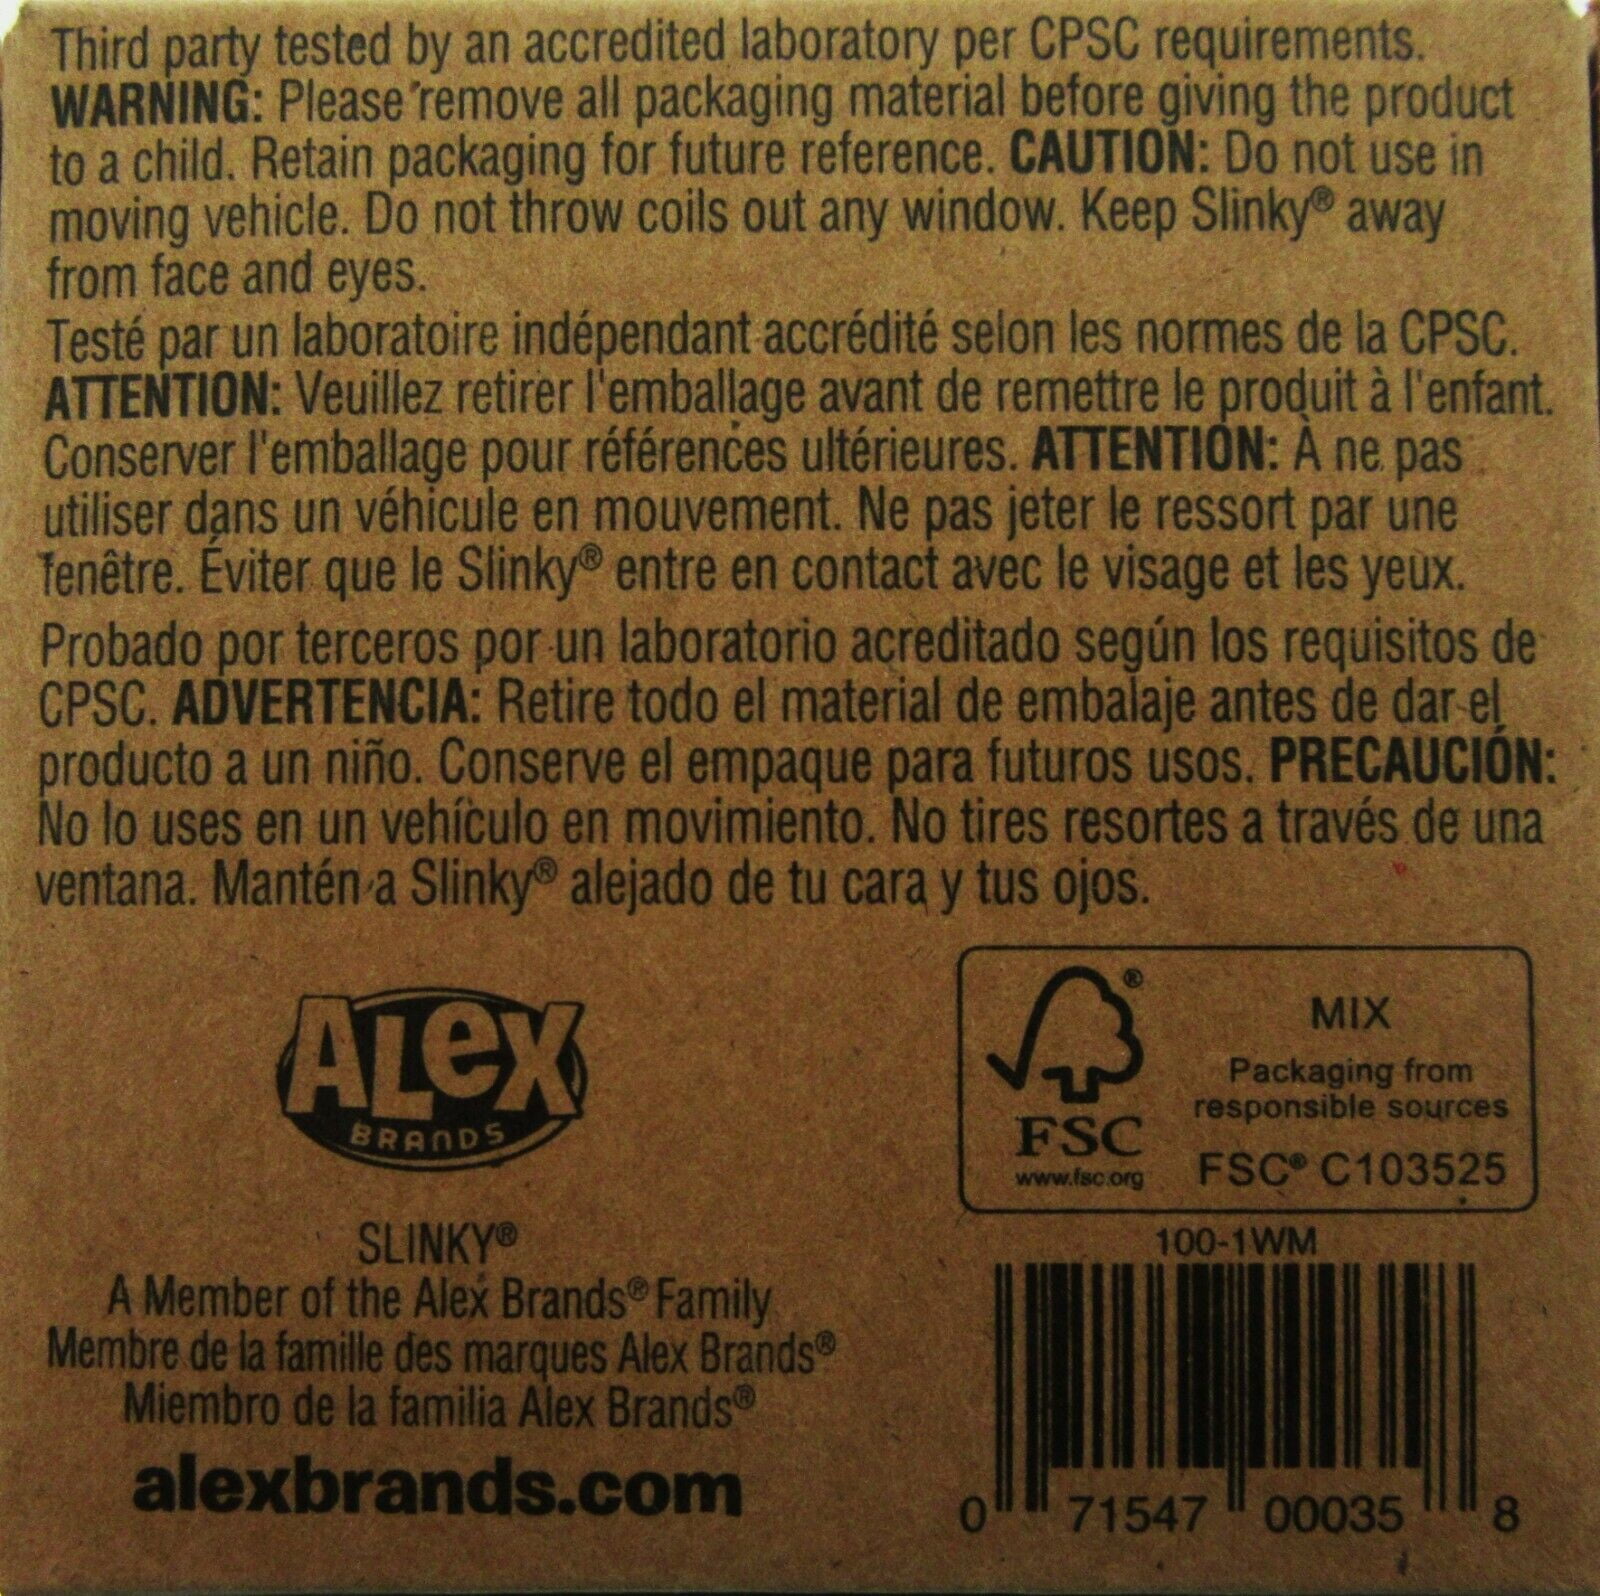 Third party tested by an accredited laboratory per CPSC requirements.
WARNING: Please remove all packaging material before giving the product
to a child. Retain packaging for future reference. CAUTION: Do not use in
moving vehicle. Do not throw coils out any window. Keep Slinky® away
from face and eyes.
Testé par un laboratoire indépendant accrédité selon les normes de la CPSC.
ATTENTION: Veuillez retirer l'emballage avant de remettre le produit à l'enfant.
Conserver l'emballage pour références ultérieures. ATTENTION: À ne pas
utiliser dans un véhicule en mouvement. Ne pas jeter le ressort par une
fenêtre. Éviter que le Slinky® entre en contact avec le visage et les yeux.
Probado por terceros por un laboratorio acreditado según los requisitos de
CPSC. ADVERTENCIA: Retire todo el material de embalaje antes de dar el
producto a un niño. Conserve el empaque para futuros usos. PRECAUCIÓN:
No lo uses en un vehículo en movimiento. No tires resortes a través de una
ventana. Mantén a Slinky® alejado de tu cara y tus ojos.
ALeX
BRANDS
SLINKY®
A Member of the Alex Brands® Family
Membre de la famille des marques Alex Brands®
Miembro de la familia Alex Brands®
alexbrands.com
®
FSC
www.fsc.org
MIX
Packaging from
responsible sources
FSC® C103525
100-1WM
0 71547 00035 8